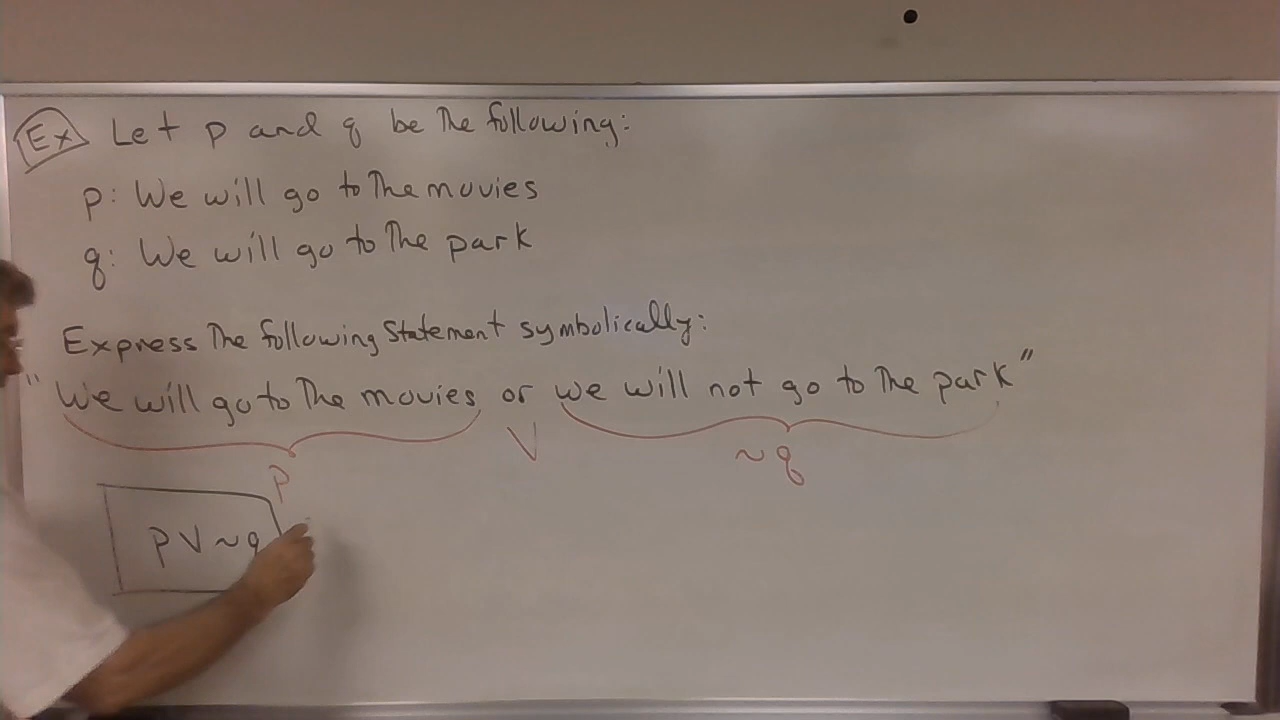 Ex Let p and q be the following:
p: We will go to the movies
q: We will go to the park
Express the following statement symbolically:
"We will go to the movies or we will not go to the park"
p V ~q
p V ~q